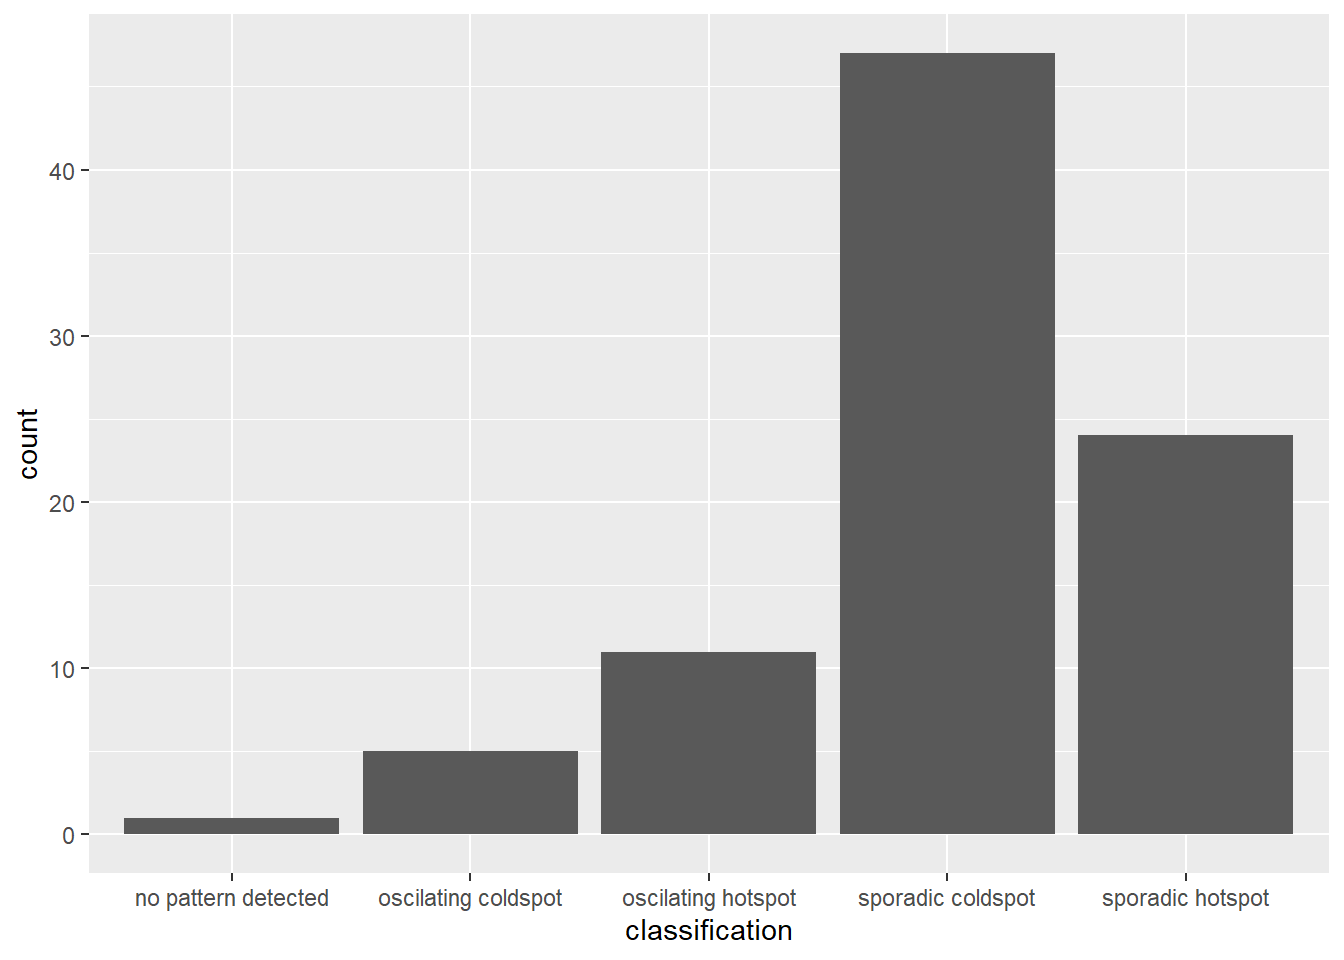 40
30
20
10
0
count
no pattern detected oscilating coldspot oscilating hotspot sporadic coldspot sporadic hotspot
classification